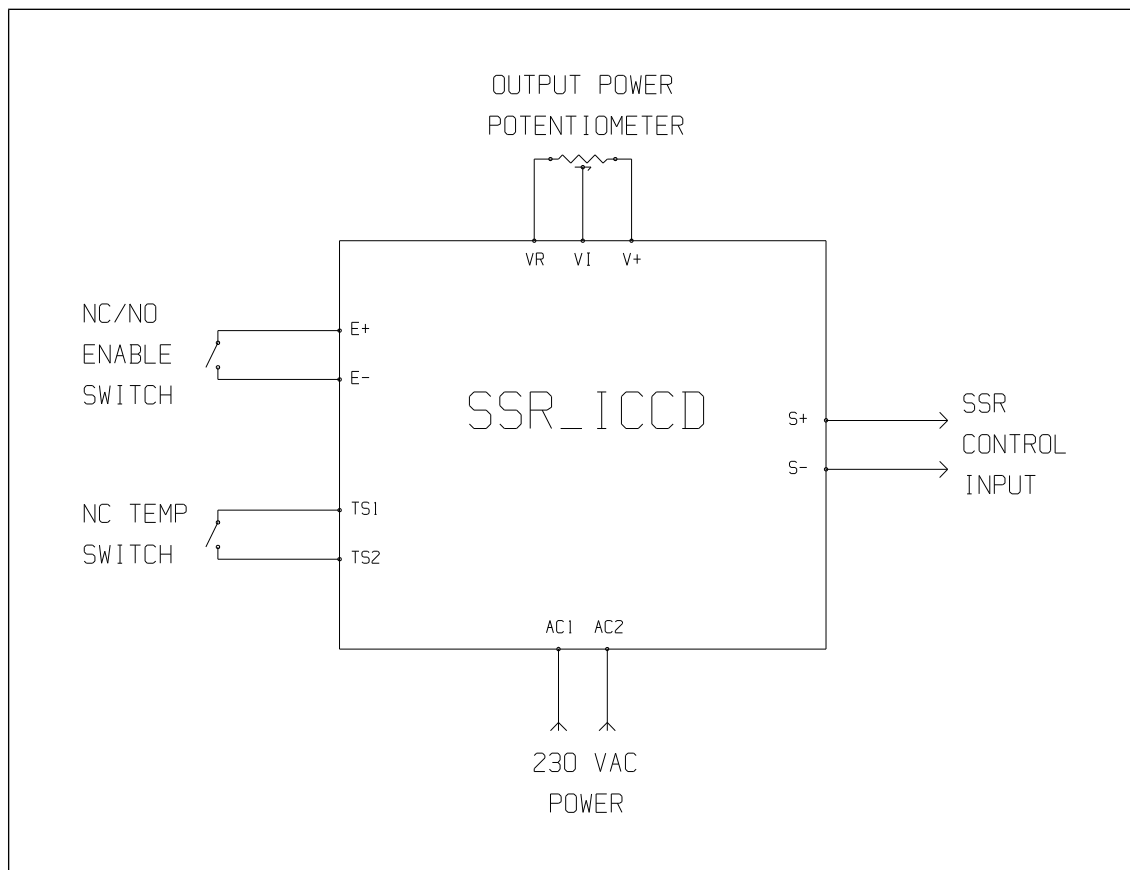 OUTPUT POWER
POTENTIOMETER
VR VI V+
NC/NO
ENABLE
SWITCH
E+
E-
SSR_ICCD
S+
S-
SSR
CONTROL
INPUT
NC TEMP
SWITCH
TS1
TS2
AC1 AC2
230 VAC
POWER